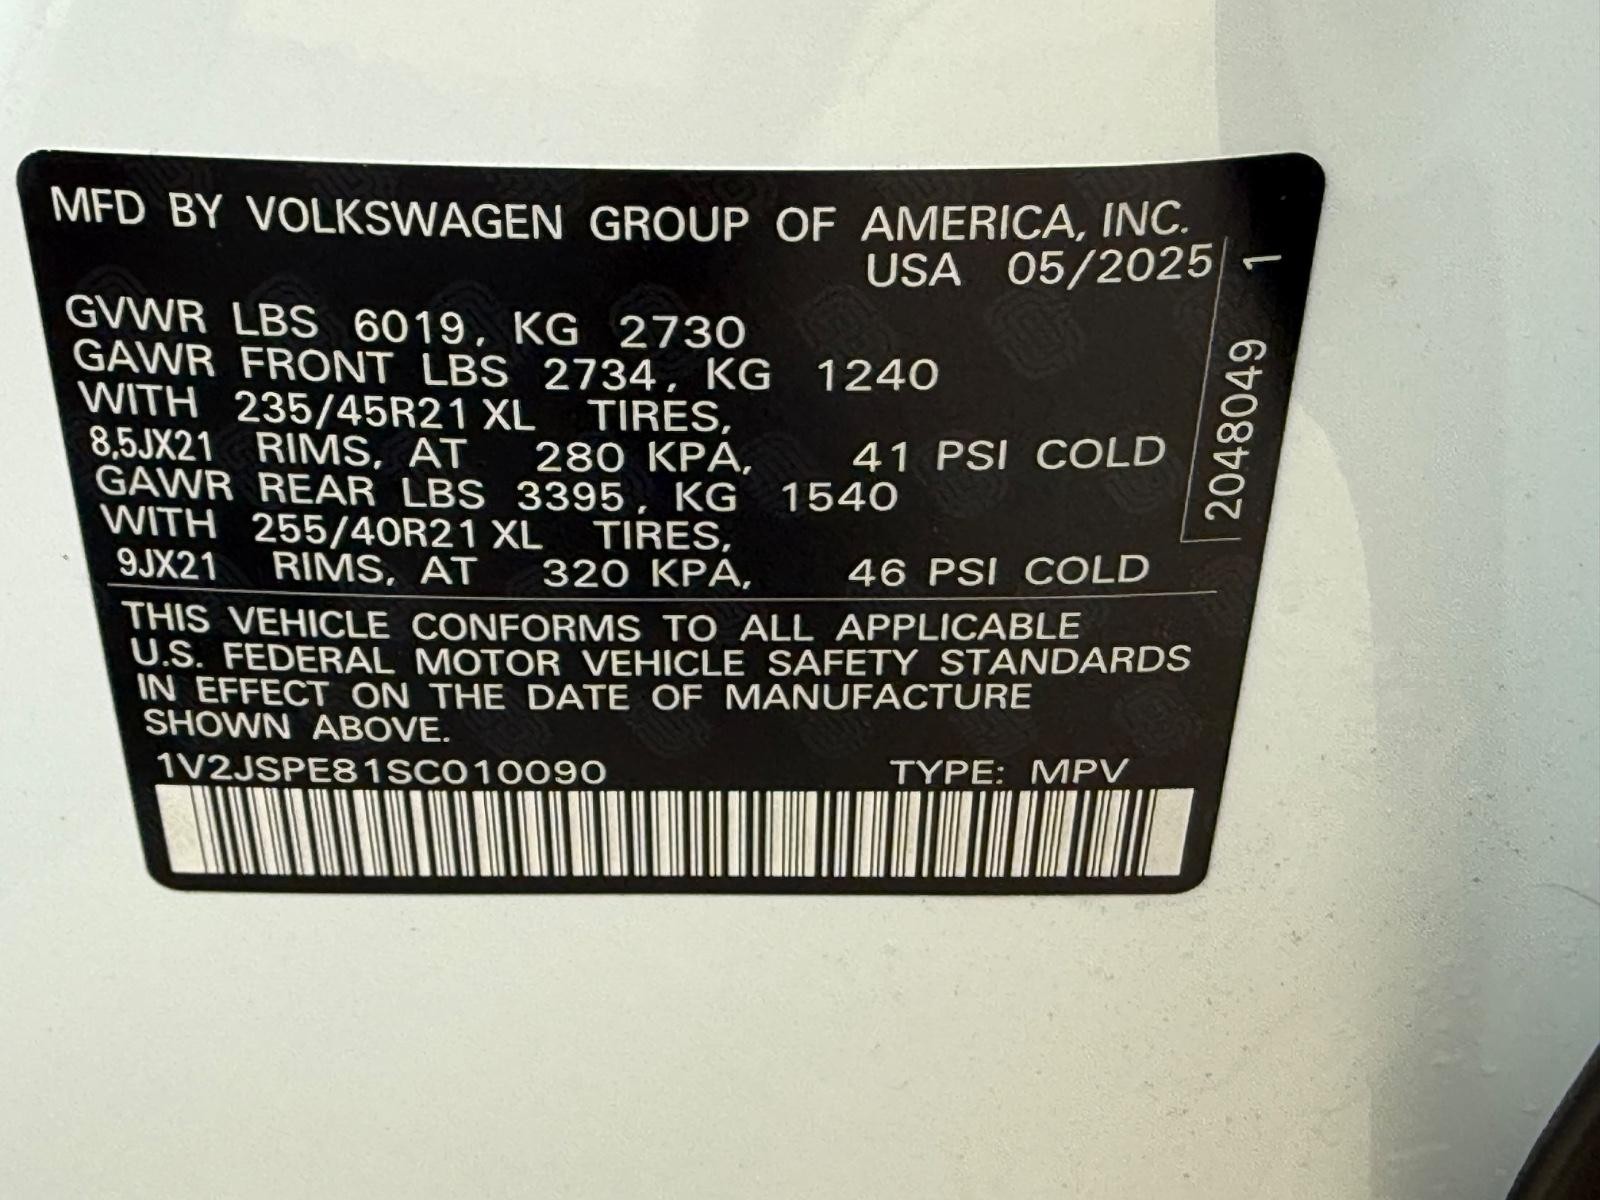 MFD BY VOLKSWAGEN GROUP OF AMERICA, INC.
USA 05/2025
GVWR LBS 6019, KG 2730
GAWR FRONT LBS 2734, KG 1240
WITH 235/45R21 XL TIRES,
8,5JX21 RIMS, AT 280 KPA, 41 PSI COLD
GAWR REAR LBS 3395, KG 1540
WITH 255/40R21 XL TIRES,
9JX21 RIMS, AT 320 KPA, 46 PSI COLD
THIS VEHICLE CONFORMS TO ALL APPLICABLE
U.S. FEDERAL MOTOR VEHICLE SAFETY STANDARDS
IN EFFECT ON THE DATE OF MANUFACTURE
SHOWN ABOVE.
1V2JSPE81SC010090 TYPE: MPV
2048049 1